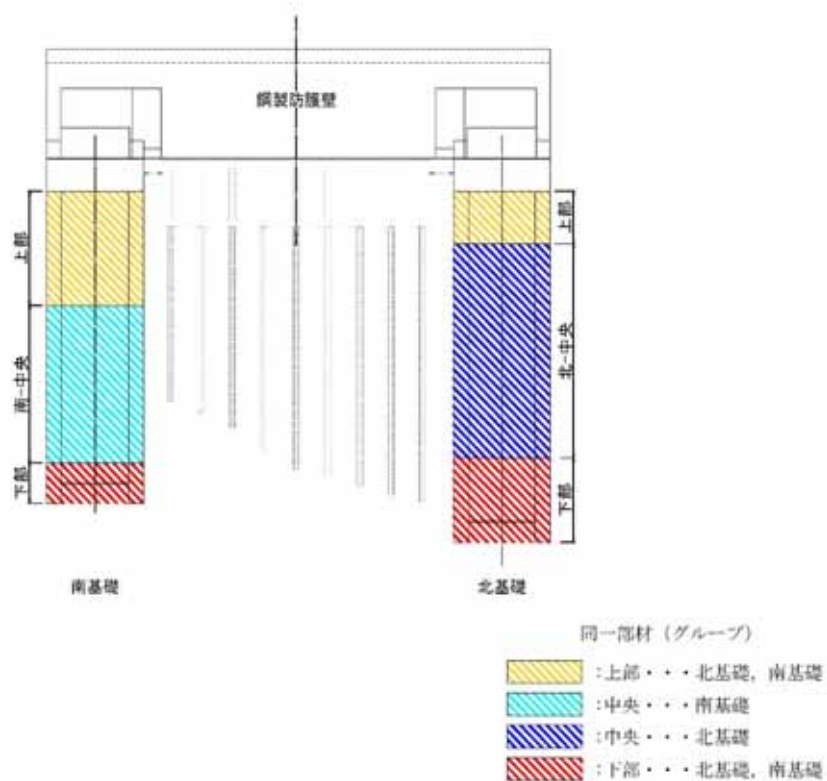 鋼製防護壁
上部
南-中央
下部
上部
北-中央
下部
南基礎
北基礎
同一部材（グループ）
:上部・・・北基礎，南基礎
:中央・・・南基礎
:中央・・・北基礎
:下部・・・北基礎，南基礎